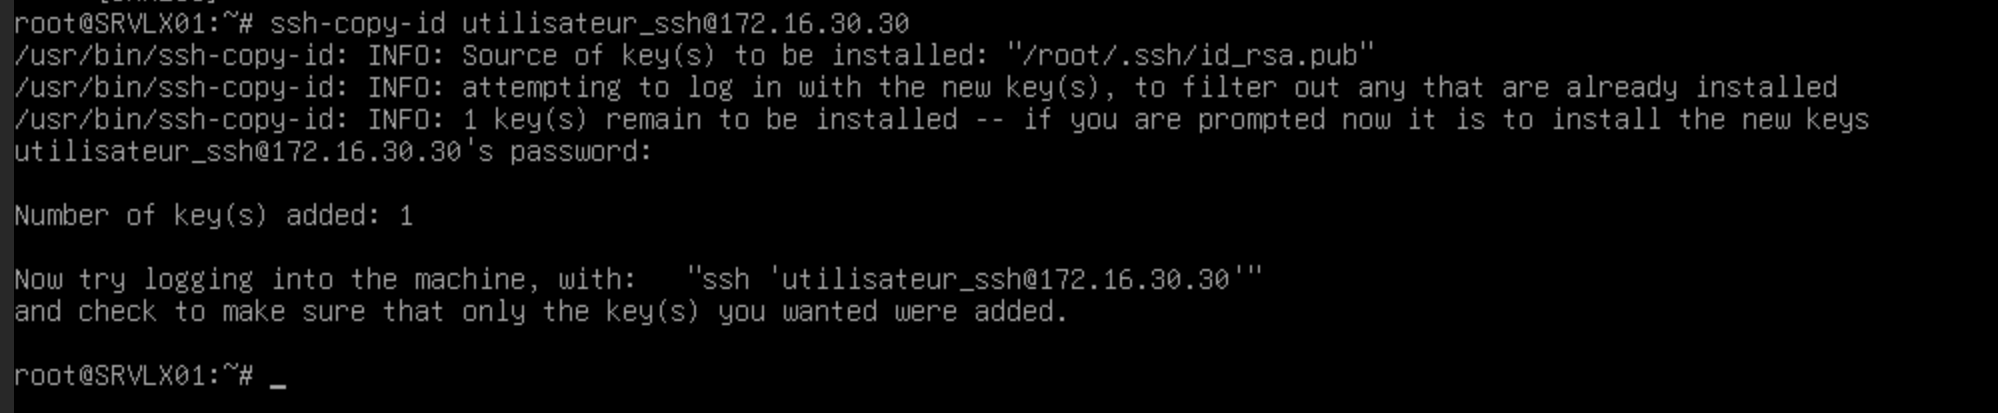 root@SRVLX01:~# ssh-copy-id utilisateur_ssh@172.16.30.30
/usr/bin/ssh-copy-id: INFO: Source of key(s) to be installed: "/root/.ssh/id_rsa.pub"
/usr/bin/ssh-copy-id: INFO: attempting to log in with the new key(s), to filter out any that are already installed
/usr/bin/ssh-copy-id: INFO: 1 key(s) remain to be installed -- if you are prompted now it is to install the new keys
utilisateur_ssh@172.16.30.30's password:
Number of key(s) added: 1
Now try logging into the machine, with:   "ssh 'utilisateur_ssh@172.16.30.30'"
and check to make sure that only the key(s) you wanted were added.
root@SRVLX01:~# _